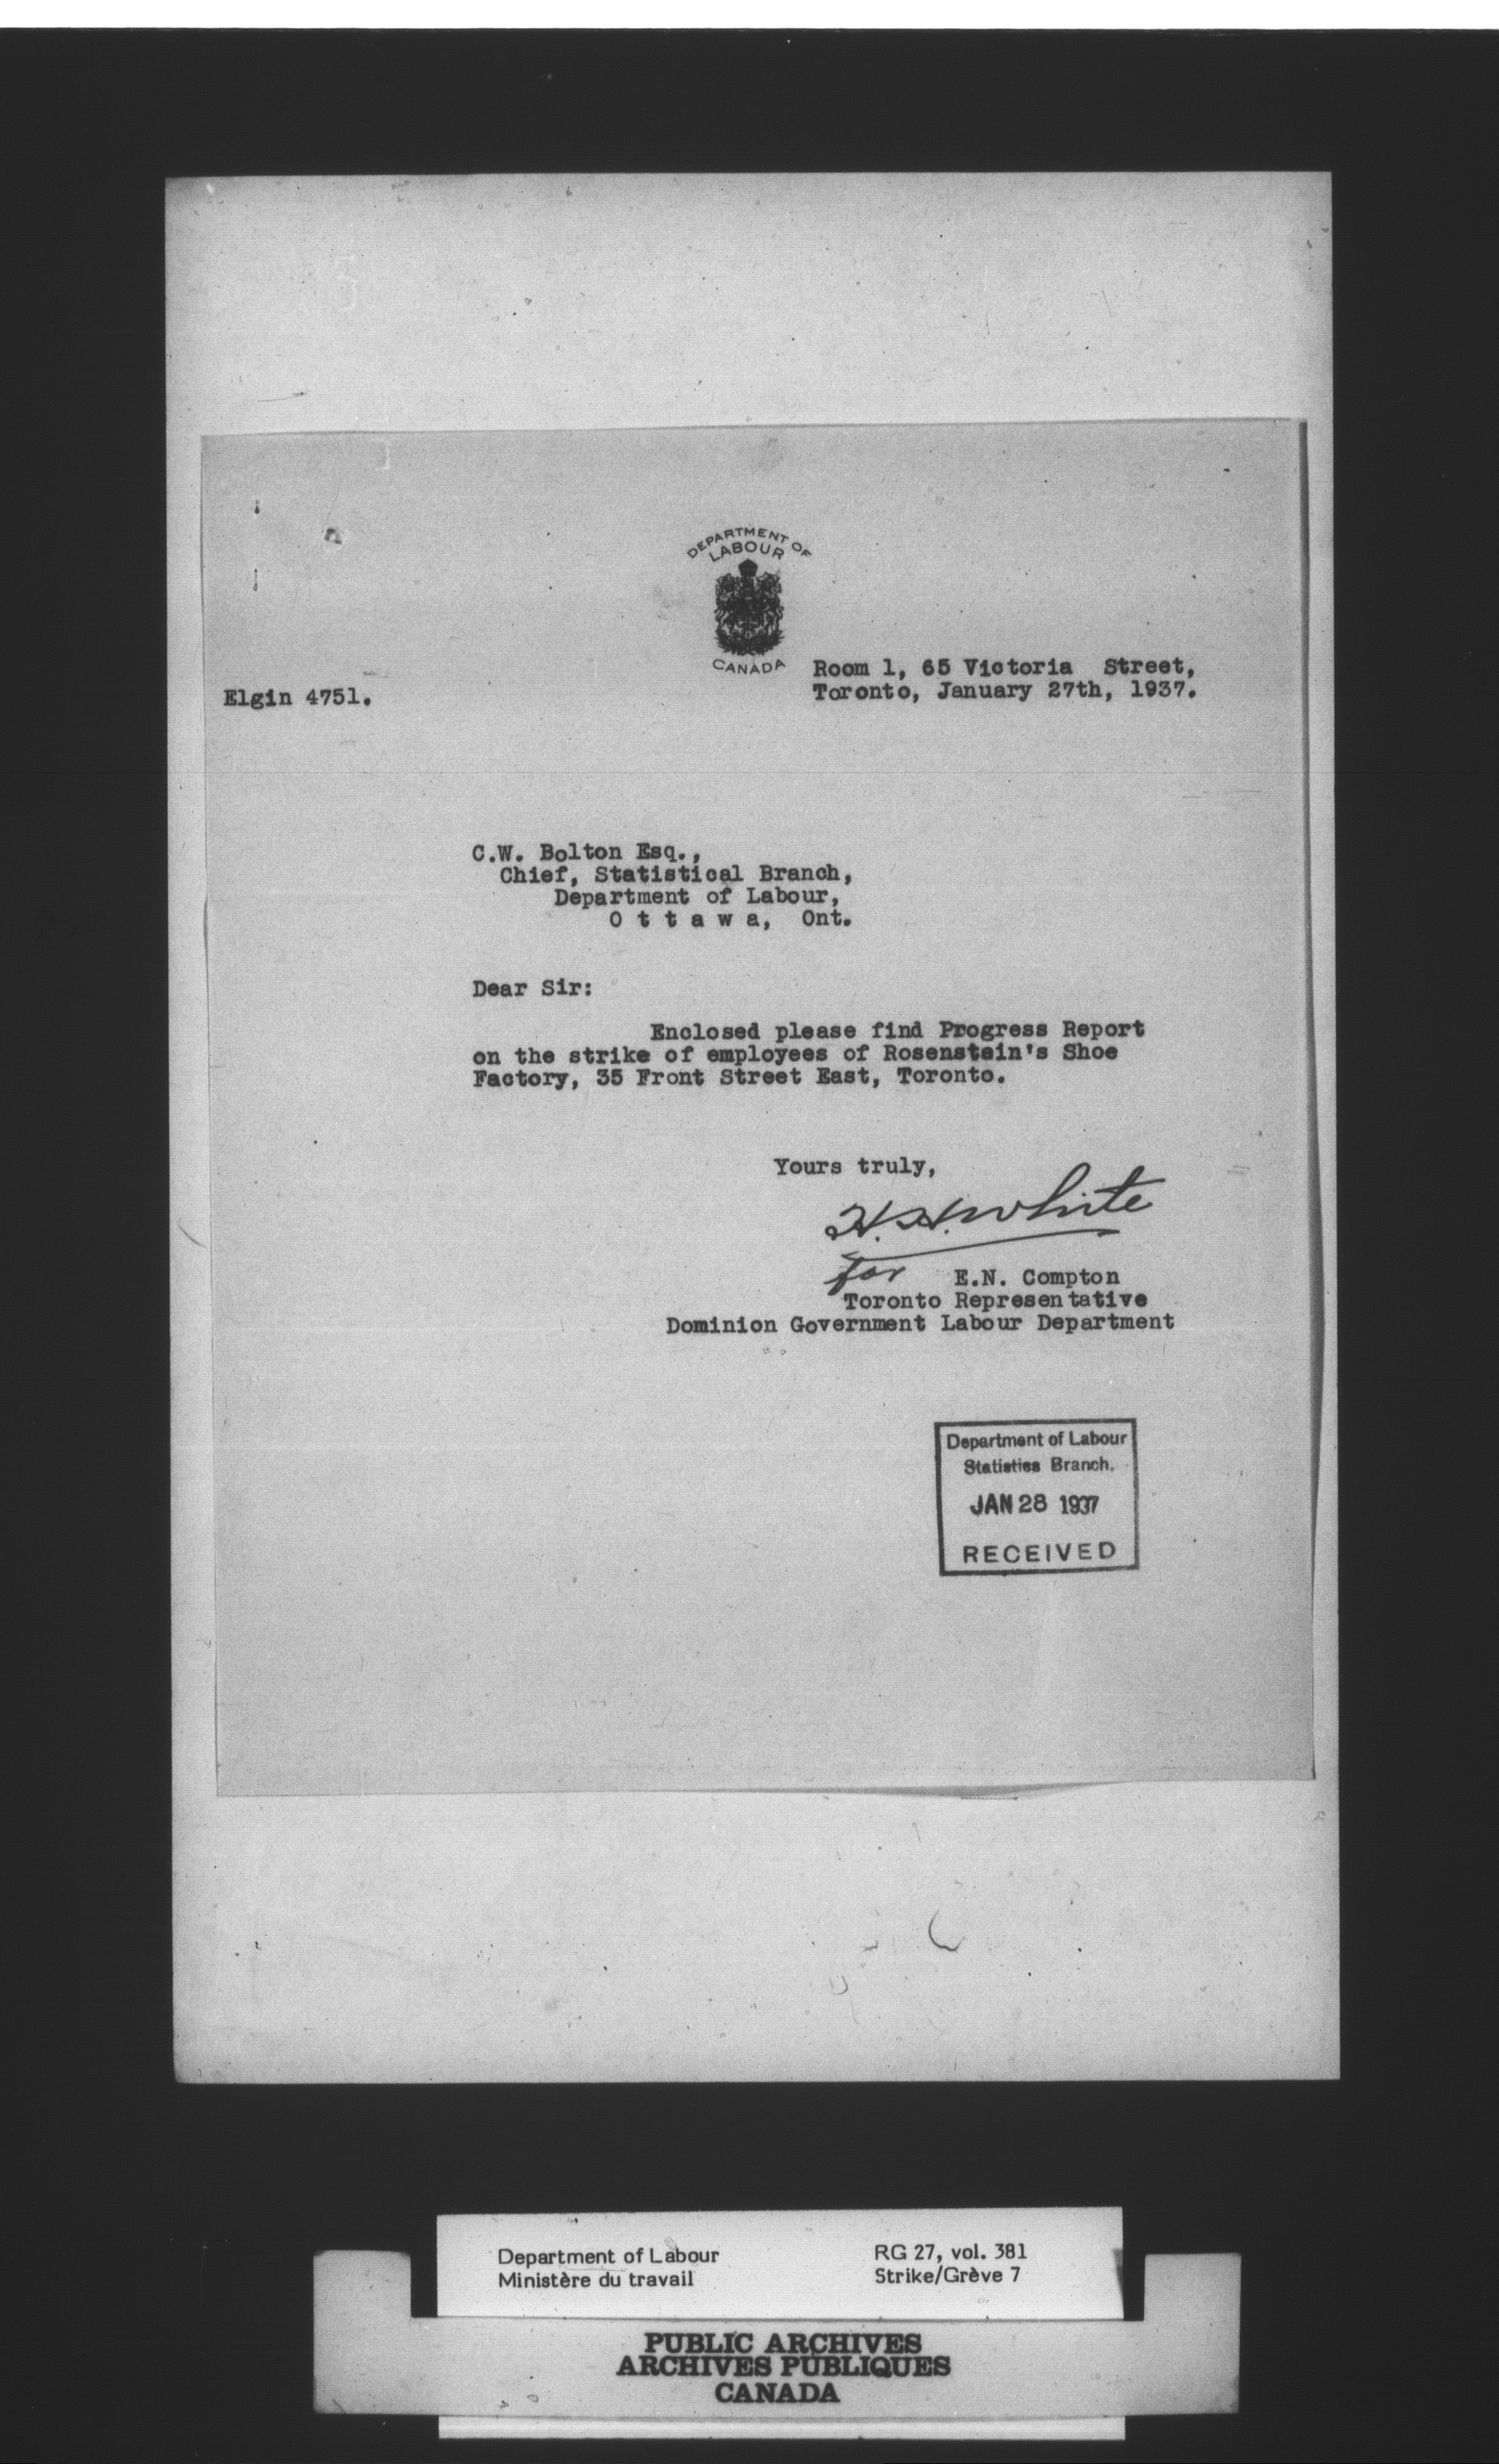 DEPARTMENT OF
LABOUR
CANADA
Room 1, 65 Victoria Street,
Toronto, January 27th, 1937.
Elgin 4751.
C.W. Bolton Esq.,
Chief, Statistical Branch,
Department of Labour,
O t t a w a, Ont.
Dear Sir:
Enclosed please find Progress Report
on the strike of employees of Rosenstein's Shoe
Factory, 35 Front Street East, Toronto.
Yours truly,
H.H. White
for E.N. Compton
Toronto Representative
Dominion Government Labour Department
Department of Labour
Statistics Branch.
JAN 28 1937
RECEIVED
Department of Labour
Ministère du travail
RG 27, vol. 381
Strike/Grève 7
PUBLIC ARCHIVES
ARCHIVES PUBLIQUES
CANADA